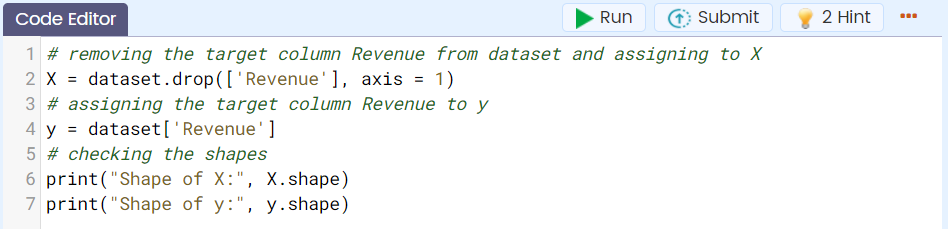 Code Editor Run Submit 2 Hint
1 # removing the target column Revenue from dataset and assigning to X
2 X = dataset.drop(['Revenue'], axis = 1)
3 # assigning the target column Revenue to y
4 y = dataset['Revenue']
5 # checking the shapes
6 print("Shape of X:", X.shape)
7 print("Shape of y:", y.shape)